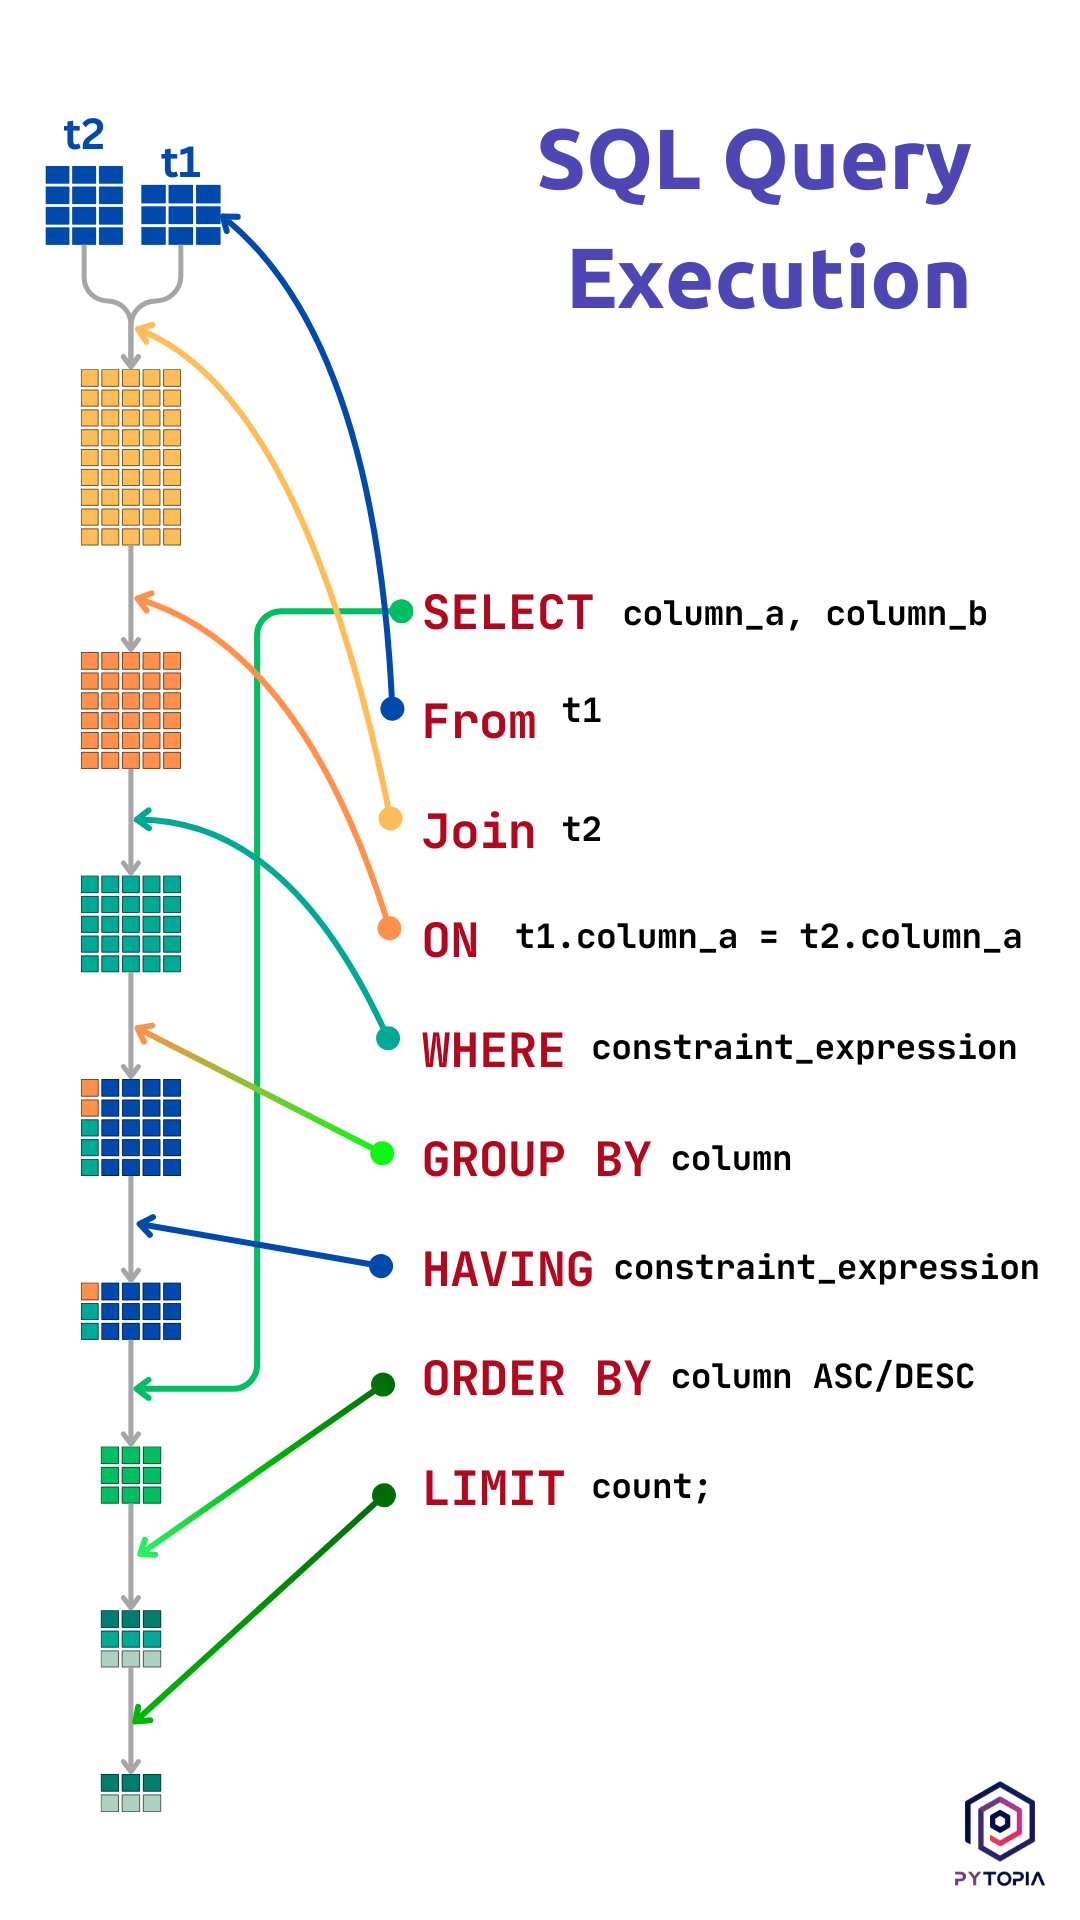 SQL Query
Execution
t2
t1
SELECT column_a, column_b
From t1
Join t2
ON t1.column_a = t2.column_a
WHERE constraint_expression
GROUP BY column
HAVING constraint_expression
ORDER BY column ASC/DESC
LIMIT count;
PYTOPIA